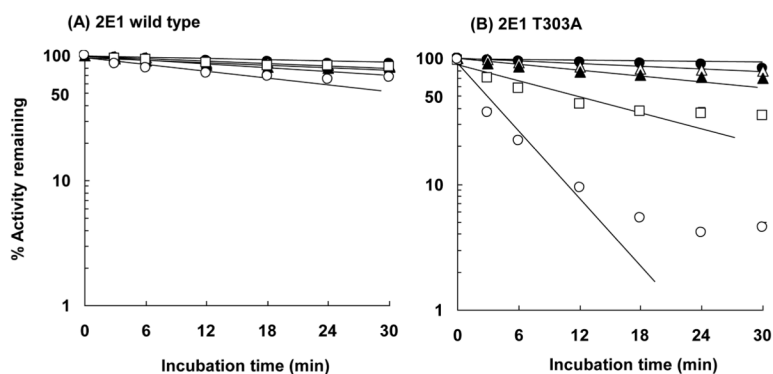 (A) 2E1 wild type
(B) 2E1 T303A
% Activity remaining
100
50
10
1
0 6 12 18 24 30
Incubation time (min)
100
50
10
1
0 6 12 18 24 30
Incubation time (min)